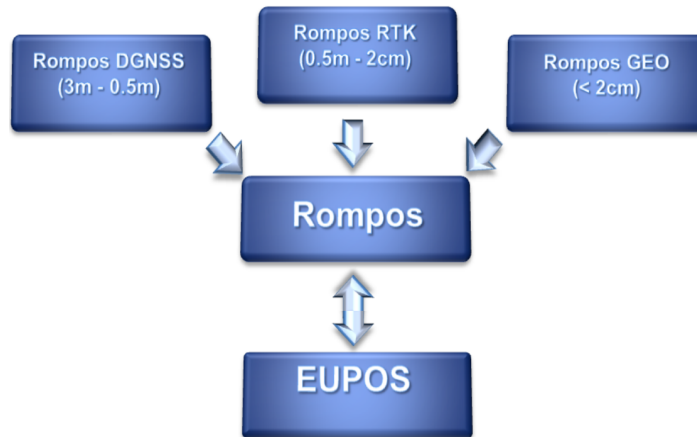 Rompos DGNSS
(3m - 0.5m)
Rompos RTK
(0.5m - 2cm)
Rompos GEO
(< 2cm)
Rompos
EUPOS